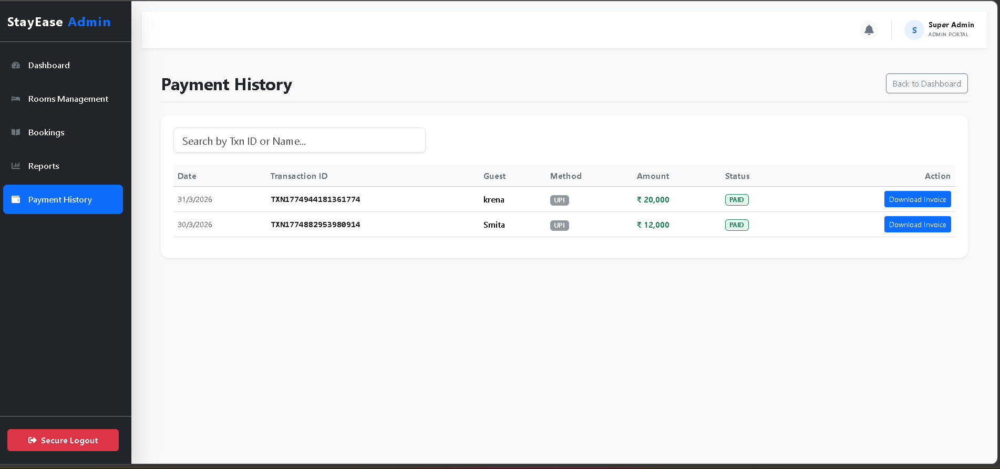 StayEase Admin
Super Admin
S
ADMIN PORTAL
Dashboard
Rooms Management
Bookings
Reports
Payment History
Secure Logout
Payment History
Back to Dashboard
Search by Txn ID or Name...
Date Transaction ID Guest Method Amount Status Action
31/3/2026 TXN1774944181361774 krena UPI ₹ 20,000 PAID Download Invoice
30/3/2026 TXN1774882953980914 Smita UPI ₹ 12,000 PAID Download Invoice